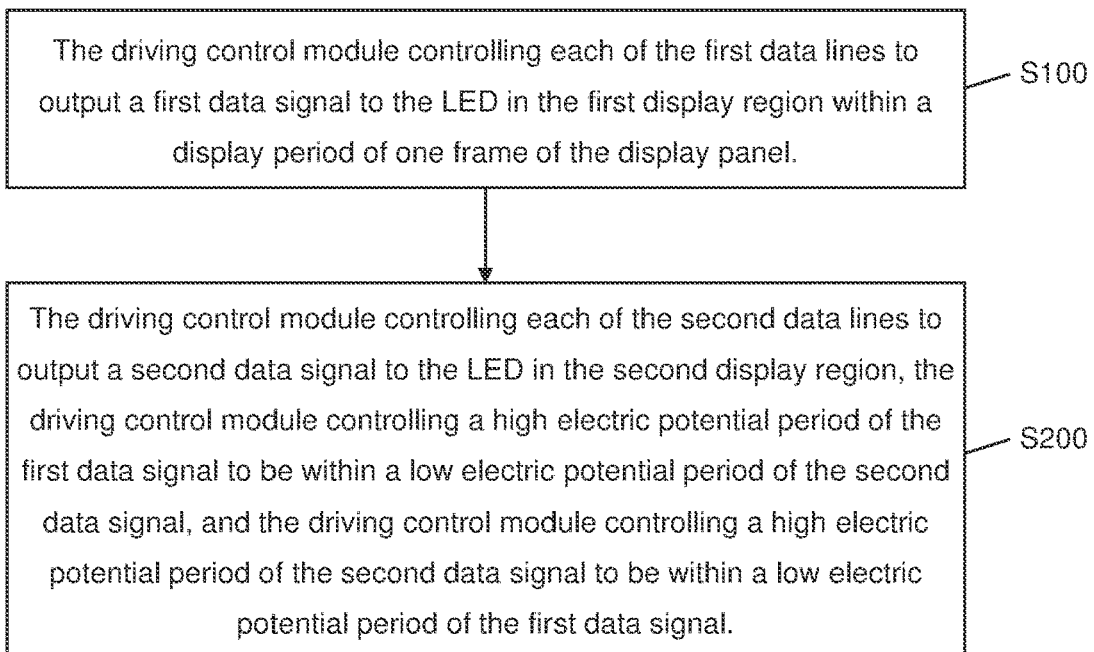 The driving control module controlling each of the first data lines to
output a first data signal to the LED in the first display region within a
display period of one frame of the display panel.
S100
The driving control module controlling each of the second data lines to
output a second data signal to the LED in the second display region, the
driving control module controlling a high electric potential period of the
first data signal to be within a low electric potential period of the second
data signal, and the driving control module controlling a high electric
potential period of the second data signal to be within a low electric
potential period of the first data signal.
S200